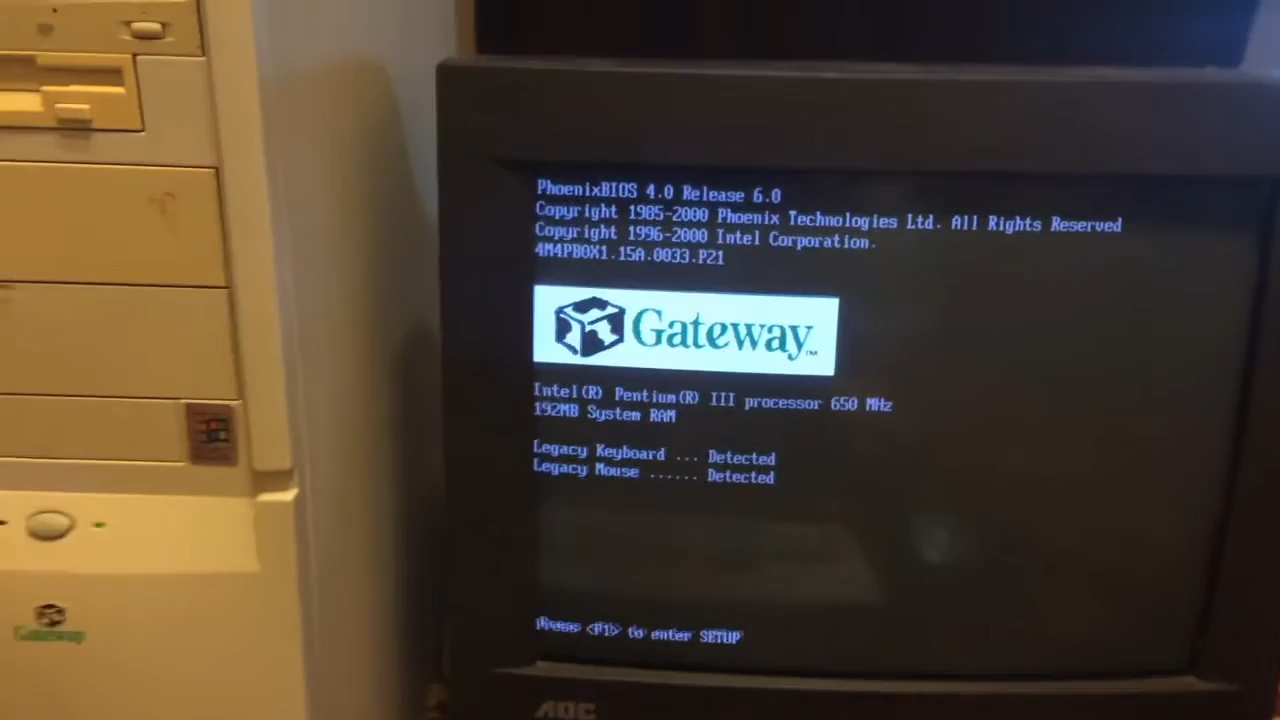 PhoenixBIOS 4.0 Release 6.0
Copyright 1985-2000 Phoenix Technologies Ltd. All Rights Reserved
Copyright 1996-2000 Intel Corporation.
4M4PB0X1.15A.0033.P21
Gateway™
Intel(R) Pentium(R) III processor 650 MHz
192MB System RAM
Legacy Keyboard ... Detected
Legacy Mouse ...... Detected
Press <F1> to enter SETUP
AOC
Gateway